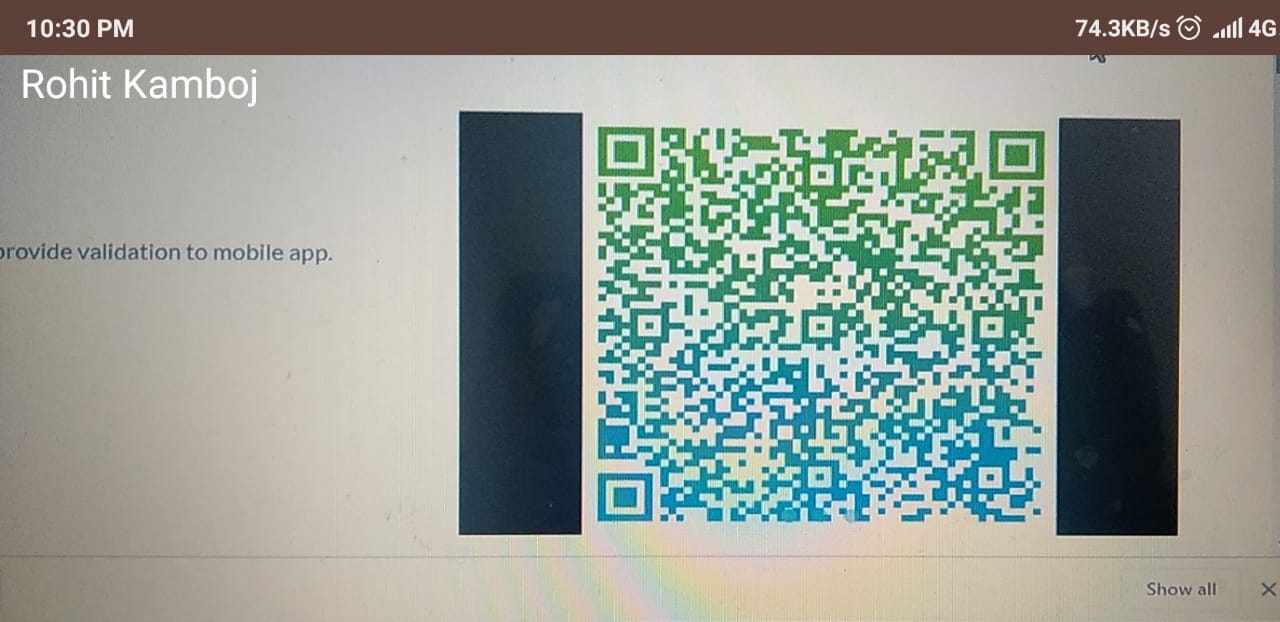 10:30 PM
74.3KB/s 4G
Rohit Kamboj
provide validation to mobile app.
Show all